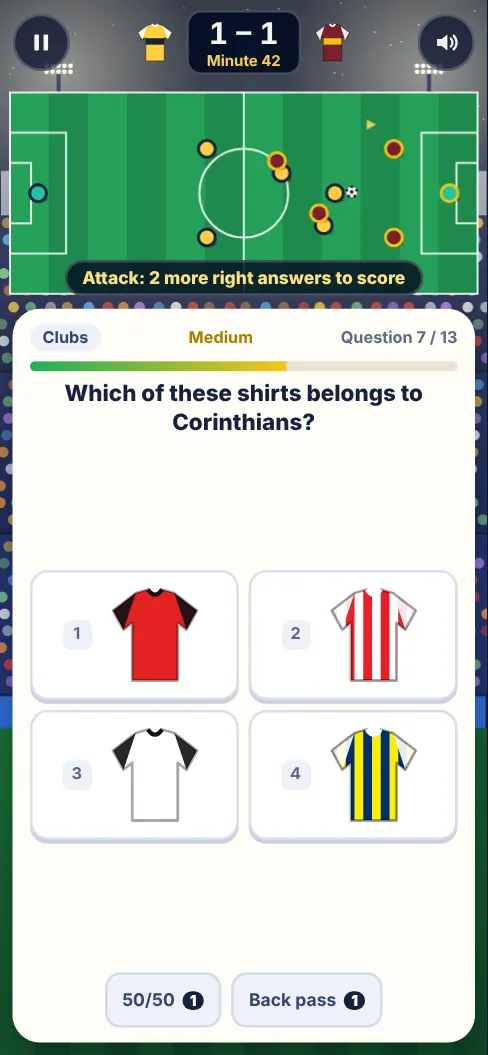 1 – 1
Minute 42
Attack: 2 more right answers to score
Clubs
Medium
Question 7 / 13
Which of these shirts belongs to
Corinthians?
1
2
3
4
50/50 1
Back pass 1